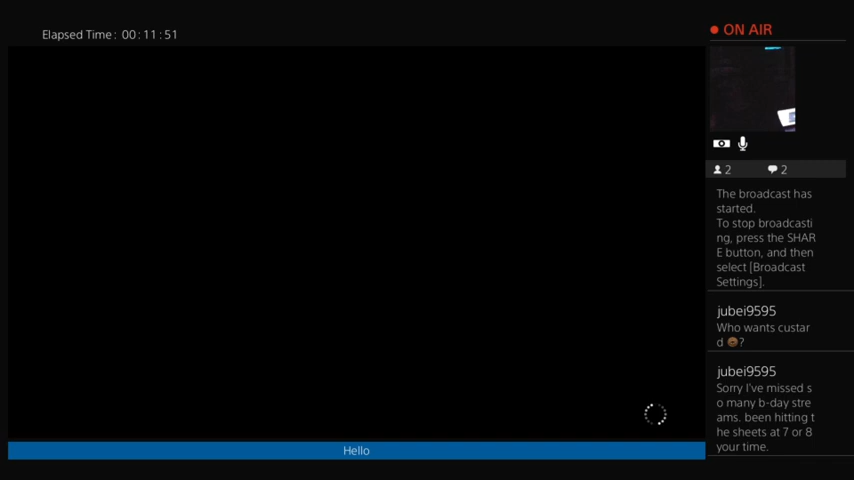 Elapsed Time: 00:11:51
ON AIR
2 2
The broadcast has
started.
To stop broadcasti
ng, press the SHAR
E button, and then
select [Broadcast
Settings].
jubei9595
Who wants custar
d 🍩?
jubei9595
Sorry I've missed s
o many b-day stre
ams. been hitting t
he sheets at 7 or 8
your time.
Hello